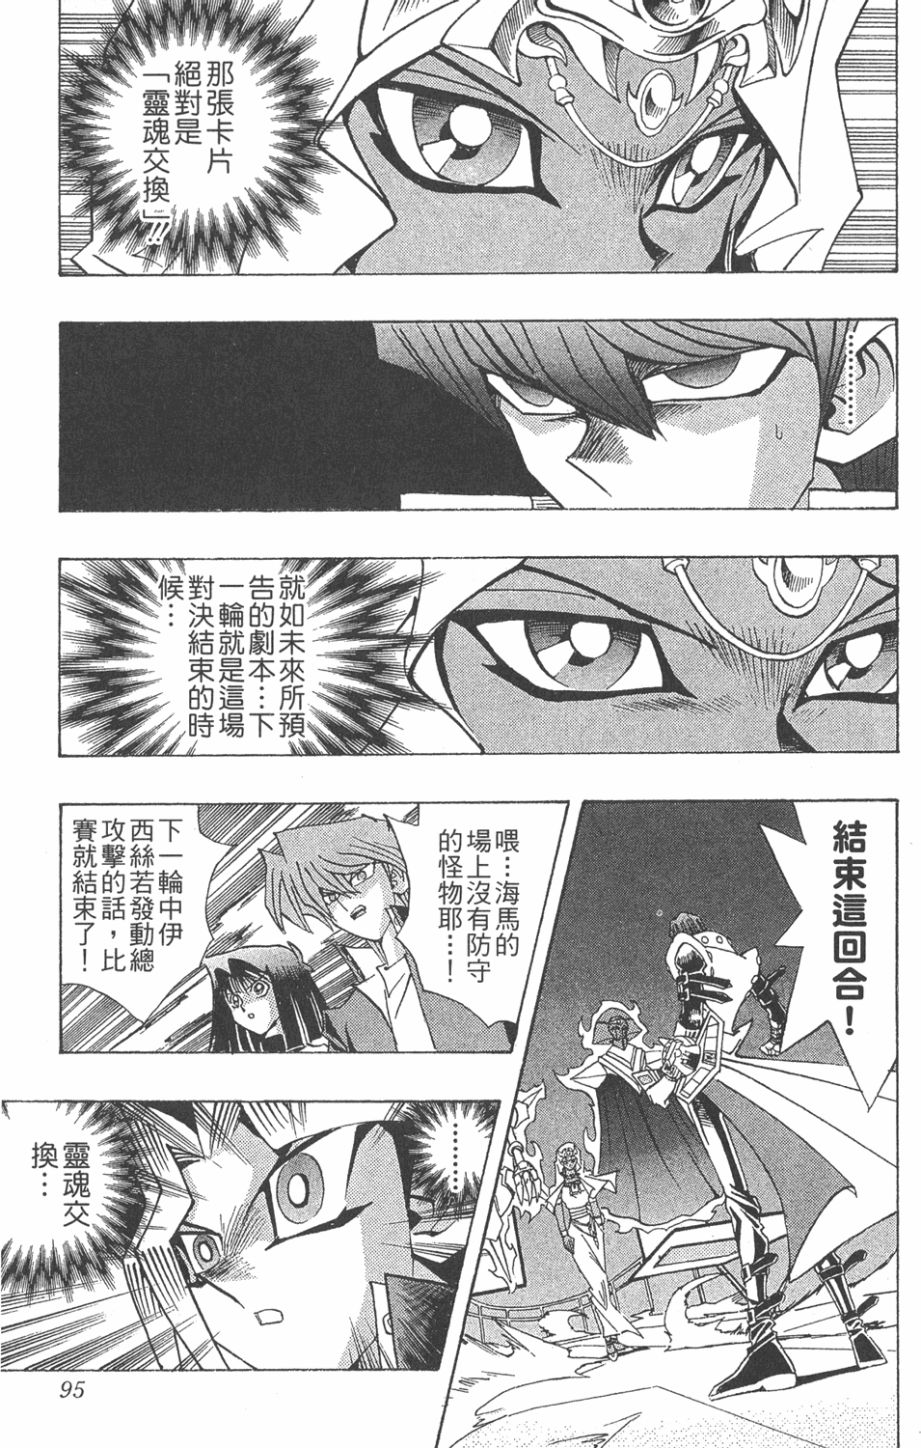 那張卡片
絕對是
「靈魂交換」!!
………
就如未來所預
告的劇本…下
一輪就是這場
對決結束的時
候…
結束這回合！
喂…海馬的
場上沒有防守
的怪物耶…！
下一輪中伊
西絲若發動總
攻擊的話，比
賽就結束了！
………
靈魂交
換…
95